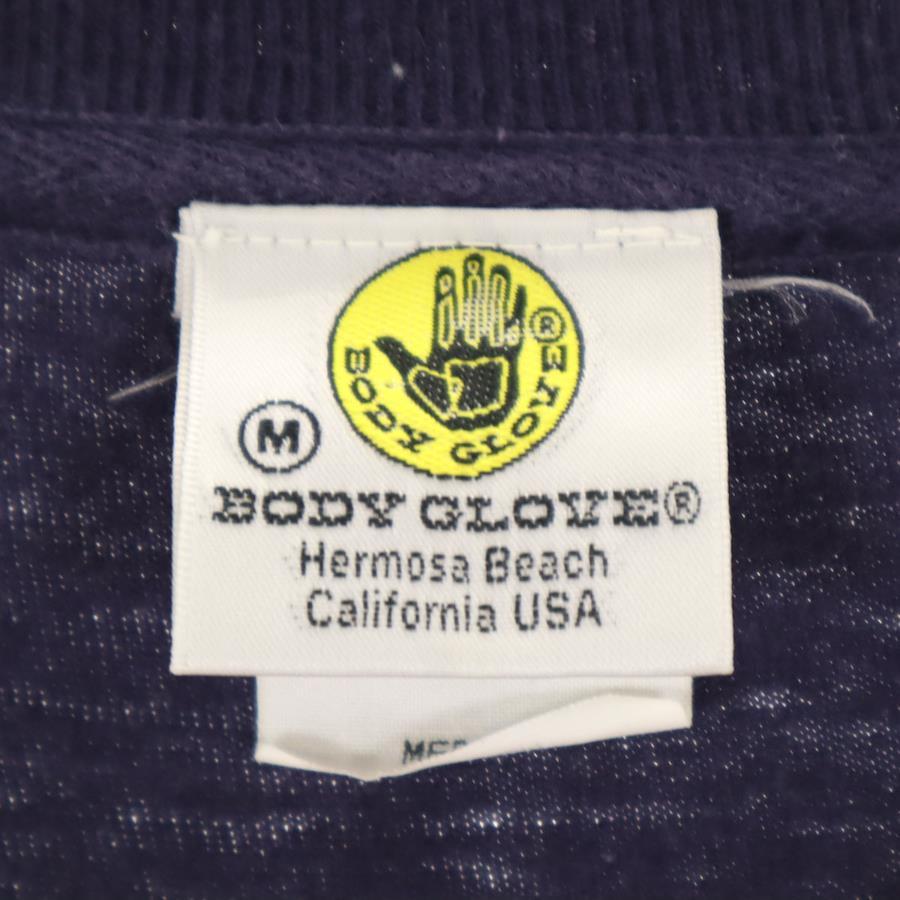 ®
BODY GLOVE
M
BODY GLOVE®
Hermosa Beach
California USA